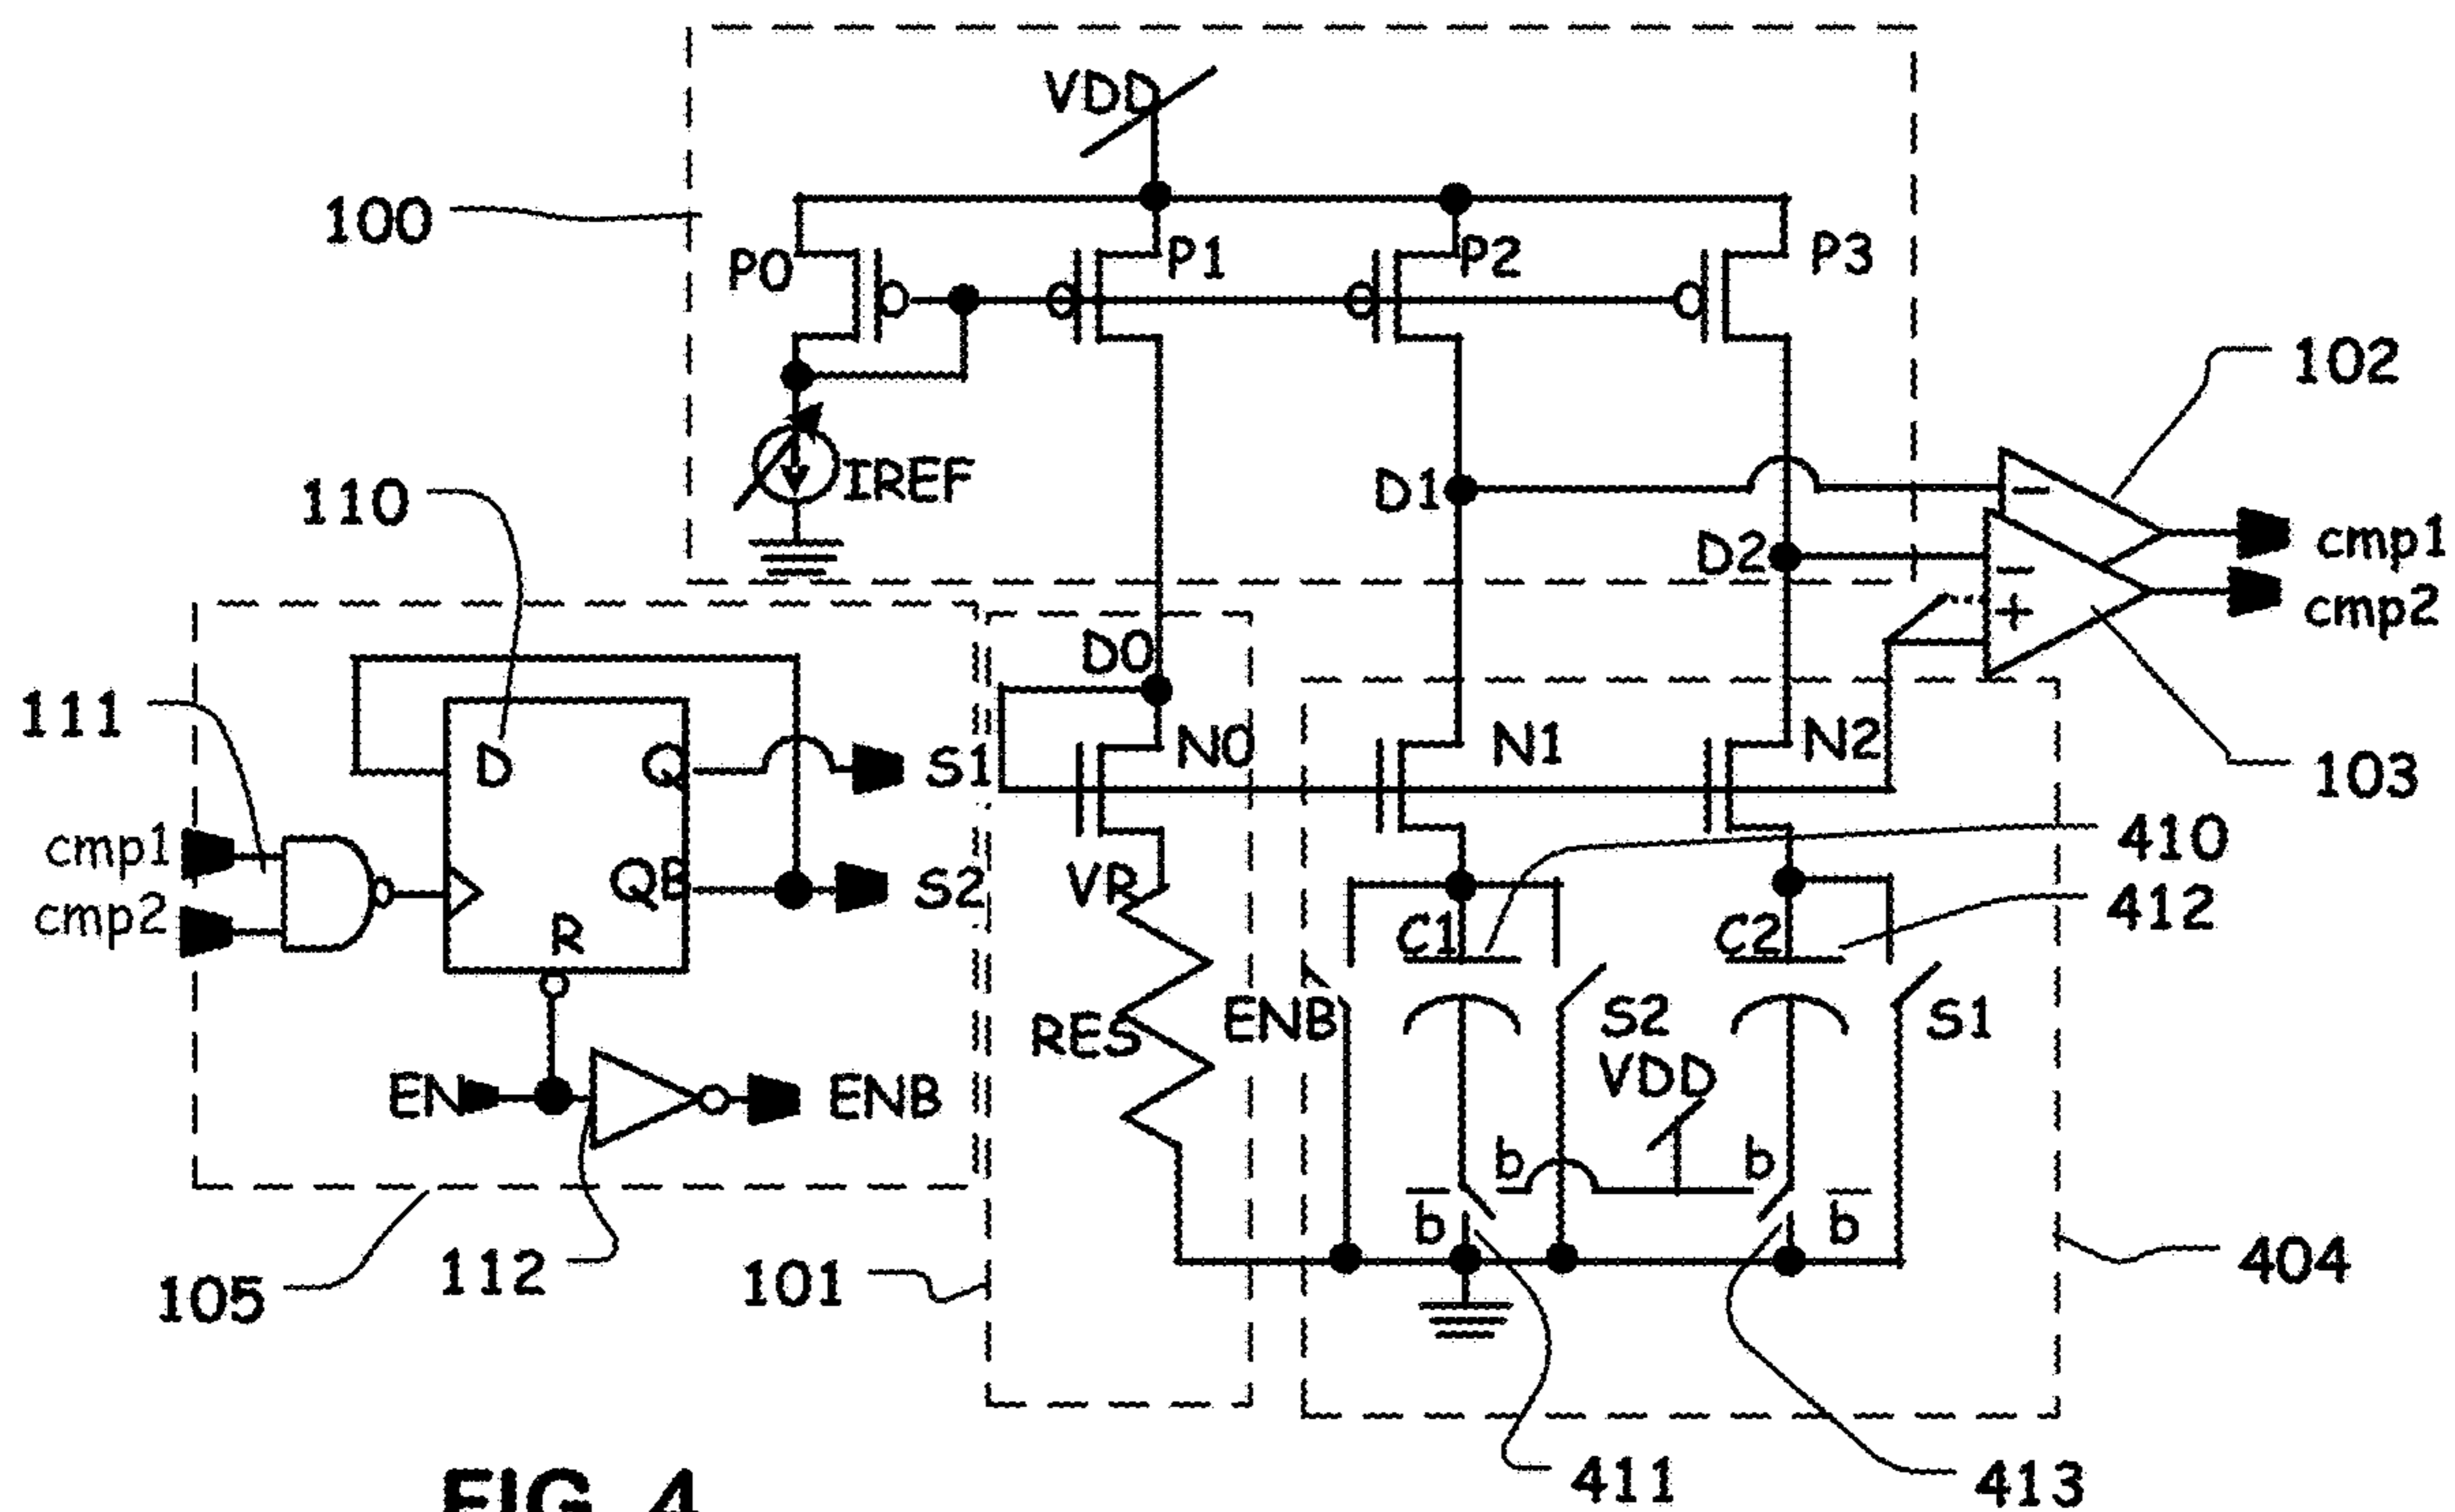 VDD
100
P0
P1
P2
P3
102
IREF
110
D1
cmp1
D2
cmp2
−
−
+
D0
111
D
Q
S1
N0
N1
N2
103
cmp1
410
cmp2
QB
S2
VR
C1
C2
412
R
RES
ENB
S2
S1
EN
ENB
VDD
b
b
b̅
b̅
105
112
101
404
FIG. 4
411
413